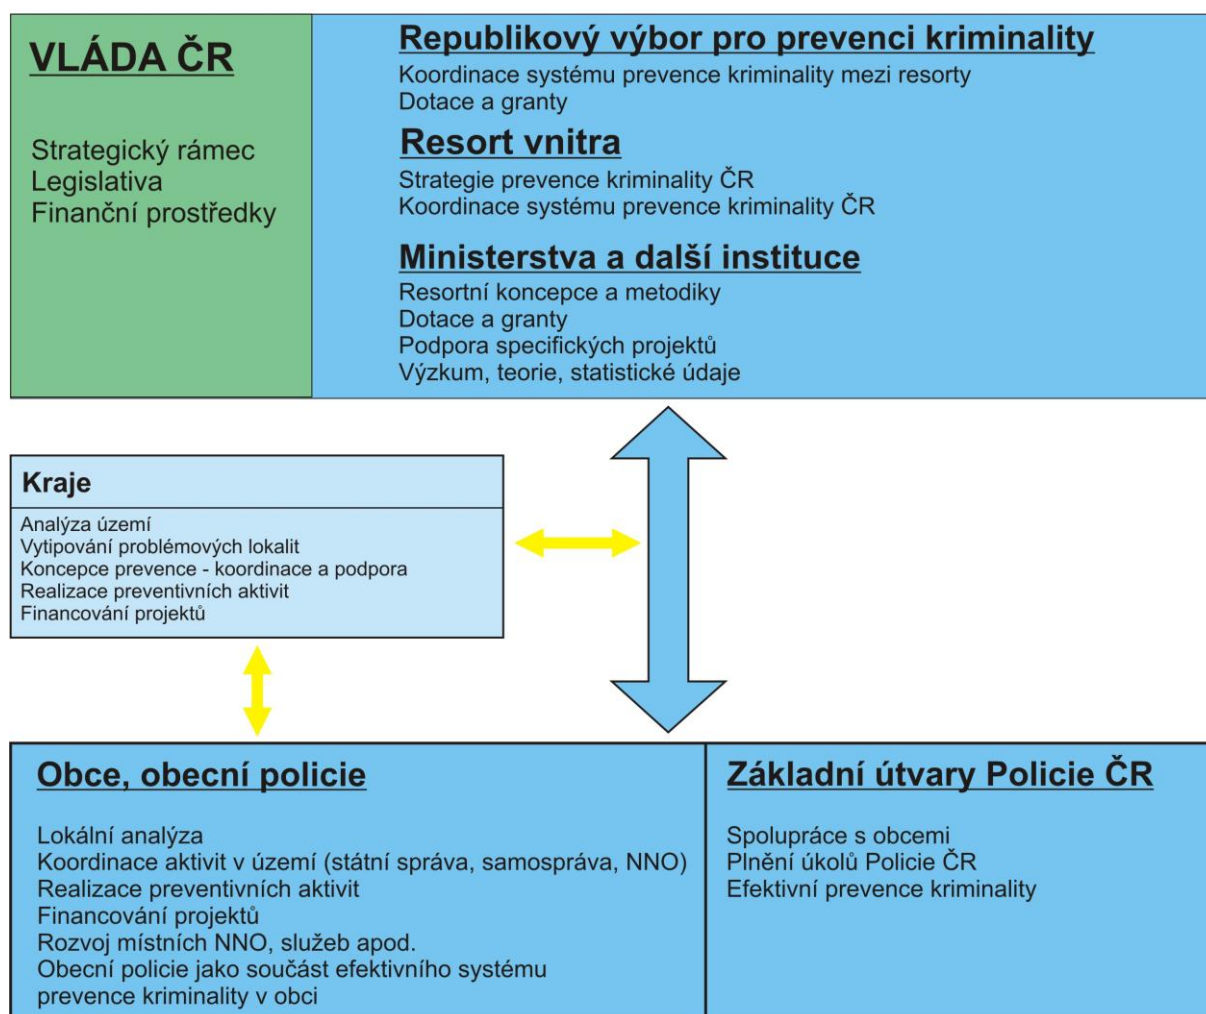 VLÁDA ČR
Strategický rámec
Legislativa
Finanční prostředky
Republikový výbor pro prevenci kriminality
Koordinace systému prevence kriminality mezi resorty
Dotace a granty
Resort vnitra
Strategie prevence kriminality ČR
Koordinace systému prevence kriminality ČR
Ministerstva a další instituce
Resortní koncepce a metodiky
Dotace a granty
Podpora specifických projektů
Výzkum, teorie, statistické údaje
Kraje
Analýza území
Vytipování problémových lokalit
Koncepce prevence - koordinace a podpora
Realizace preventivních aktivit
Financování projektů
Obce, obecní policie
Lokální analýza
Koordinace aktivit v území (státní správa, samospráva, NNO)
Realizace preventivních aktivit
Financování projektů
Rozvoj místních NNO, služeb apod.
Obecní policie jako součást efektivního systému
prevence kriminality v obci
Základní útvary Policie ČR
Spolupráce s obcemi
Plnění úkolů Policie ČR
Efektivní prevence kriminality